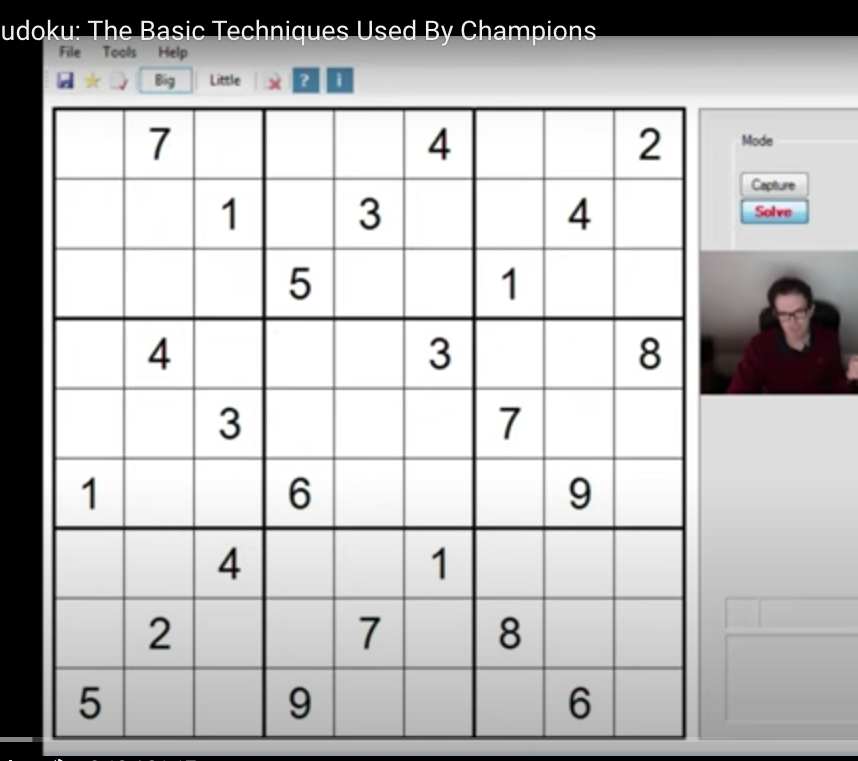 udoku: The Basic Techniques Used By Champions
File Tools Help
Big Little ? i
7 4 2
1 3 4
5 1
4 3 8
3 7
1 6 9
4 1
2 7 8
5 9 6
Mode
Capture
Solve